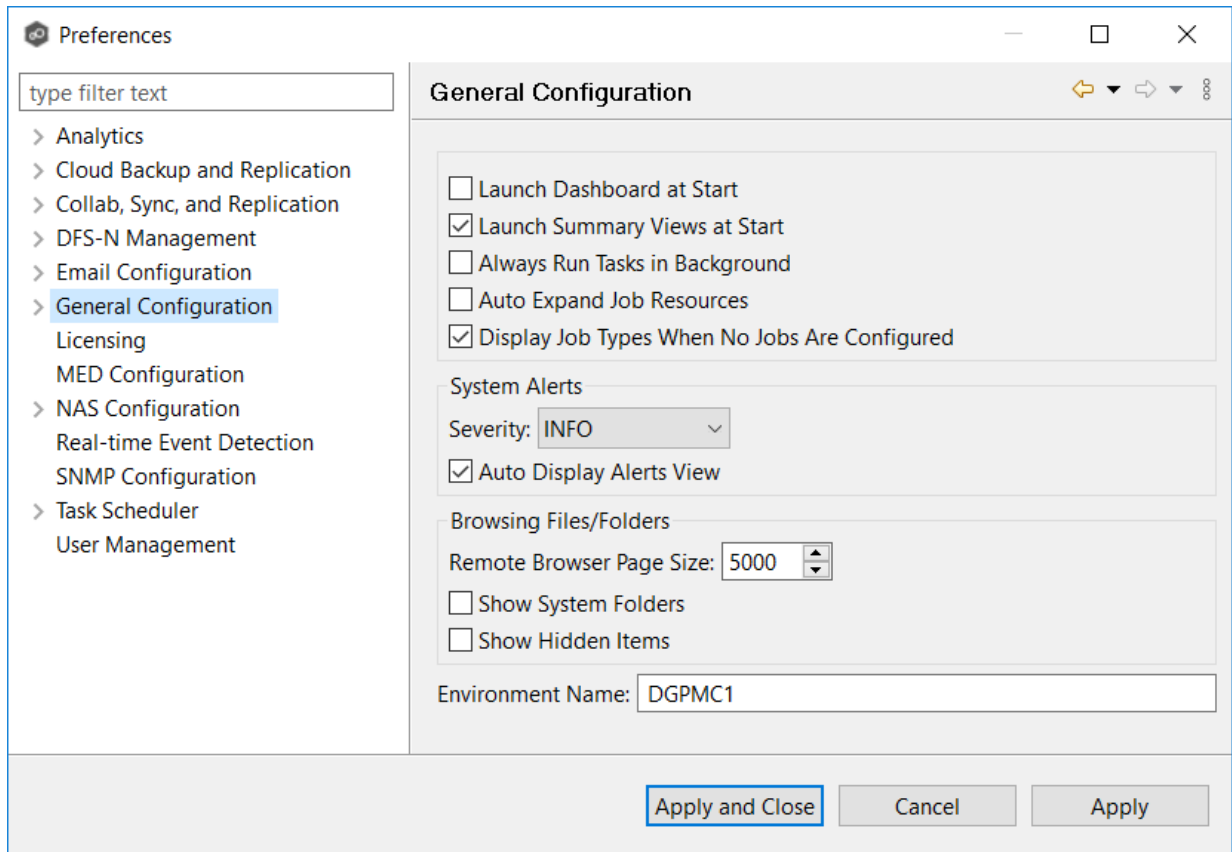 Preferences
type filter text
Analytics
Cloud Backup and Replication
Collab, Sync, and Replication
DFS-N Management
Email Configuration
General Configuration
Licensing
MED Configuration
NAS Configuration
Real-time Event Detection
SNMP Configuration
Task Scheduler
User Management
General Configuration
Launch Dashboard at Start
Launch Summary Views at Start
Always Run Tasks in Background
Auto Expand Job Resources
Display Job Types When No Jobs Are Configured
System Alerts
Severity: INFO
Auto Display Alerts View
Browsing Files/Folders
Remote Browser Page Size: 5000
Show System Folders
Show Hidden Items
Environment Name: DGPMC1
Apply and Close Cancel Apply